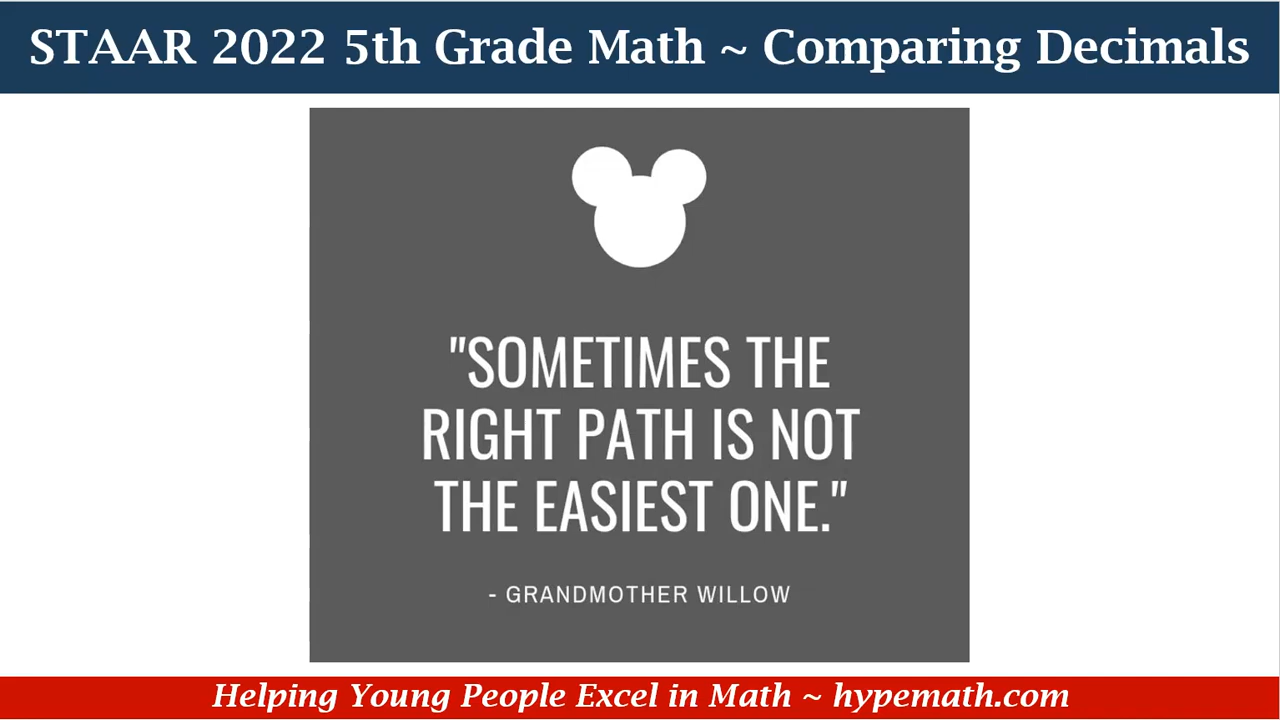 STAAR 2022 5th Grade Math ~ Comparing Decimals
"SOMETIMES THE
RIGHT PATH IS NOT
THE EASIEST ONE."
- GRANDMOTHER WILLOW
Helping Young People Excel in Math ~ hypemath.com